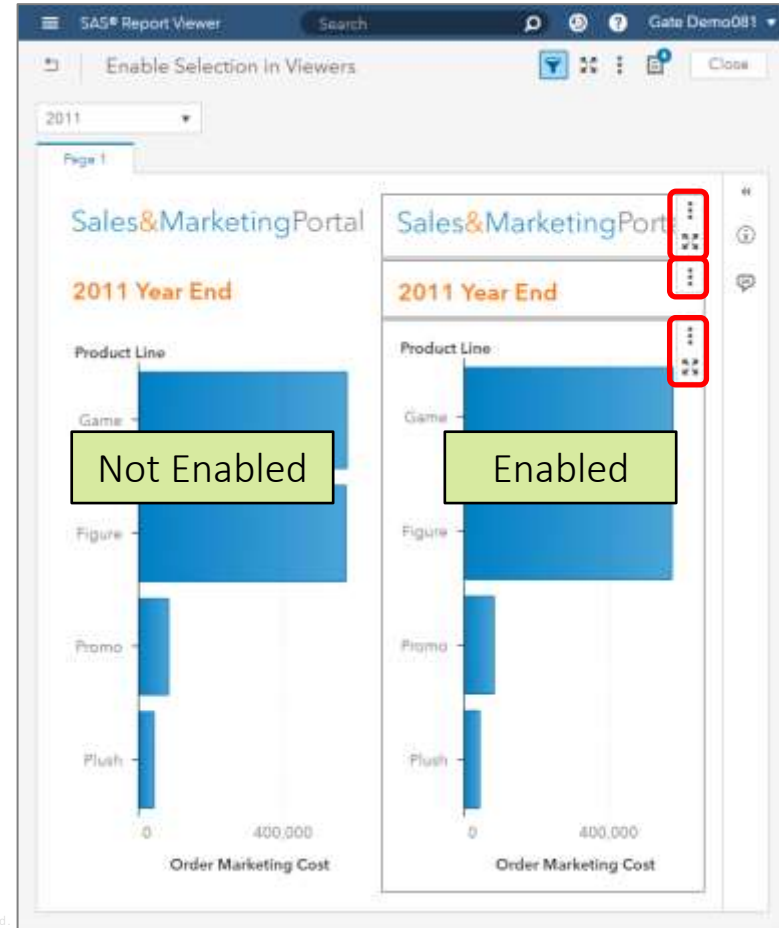 SAS® Report Viewer Search ? Gate Demo081
Enable Selection in Viewers Close
2011
Page 1
Sales&MarketingPortal
2011 Year End
Product Line
Game
Not Enabled
Figure
Promo
Plush
0 400,000
Order Marketing Cost
Sales&MarketingPort
2011 Year End
Product Line
Game
Enabled
Figure
Promo
Plush
0 400,000
Order Marketing Cost